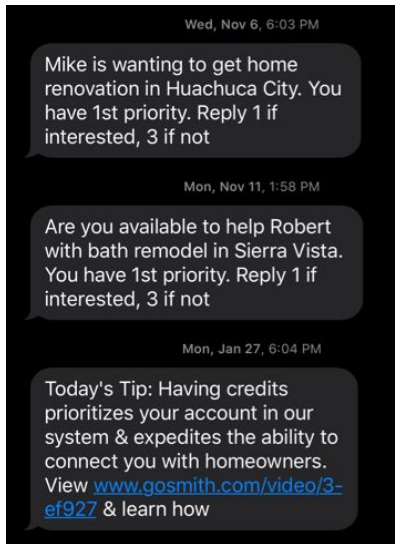 Wed, Nov 6, 6:03 PM
Mike is wanting to get home
renovation in Huachuca City. You
have 1st priority. Reply 1 if
interested, 3 if not
Mon, Nov 11, 1:58 PM
Are you available to help Robert
with bath remodel in Sierra Vista.
You have 1st priority. Reply 1 if
interested, 3 if not
Mon, Jan 27, 6:04 PM
Today's Tip: Having credits
prioritizes your account in our
system & expedites the ability to
connect you with homeowners.
View www.gosmith.com/video/3-
ef927 & learn how